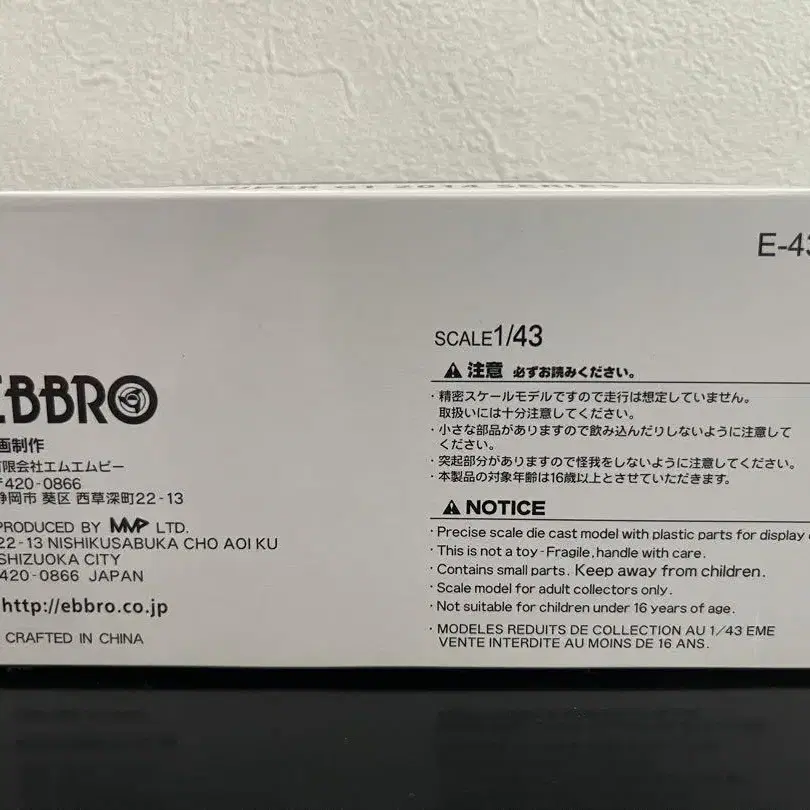 SUPER GT 2014 SERIES
E-43
SCALE1/43
注意 必ずお読みください。
・精密スケールモデルですので走行は想定していません。
取扱いには十分注意してください。
・小さな部品がありますので飲み込んだりしないように注意して
ください。
・突起部分がありますので怪我をしないように注意してください。
・本製品の対象年齢は16歳以上とさせていただきます。
NOTICE
・Precise scale die cast model with plastic parts for display
・This is not a toy - Fragile, handle with care.
・Contains small parts. Keep away from children.
・Scale model for adult collectors only.
・Not suitable for children under 16 years of age.
・MODELES REDUITS DE COLLECTION AU 1/43 EME
VENTE INTERDITE AU MOINS DE 16 ANS.
EBBRO
画制作
有限会社エムエムピー
〒420-0866
静岡市 葵区 西草深町22-13
PRODUCED BY MMP LTD.
22-13 NISHIKUSABUKA CHO AOI KU
SHIZUOKA CITY
420-0866 JAPAN
http://ebbro.co.jp
CRAFTED IN CHINA